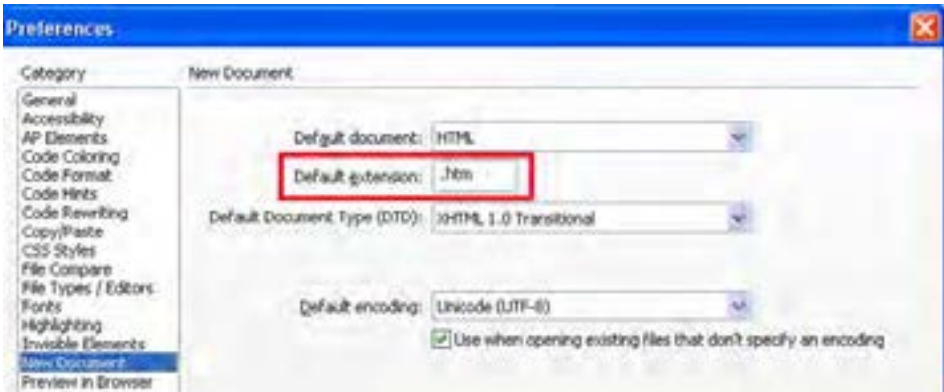 Preferences
Category
New Document
General
Accessibility
AP Elements
Code Coloring
Code Format
Code Hints
Code Rewriting
Copy/Paste
CSS Styles
File Compare
File Types / Editors
Fonts
Highlighting
Invisible Elements
New Document
Preview in Browser
Default document: HTML
Default extension: .htm
Default Document Type (DTD): XHTML 1.0 Transitional
Default encoding: Unicode (UTF-8)
Use when opening existing files that don't specify an encoding